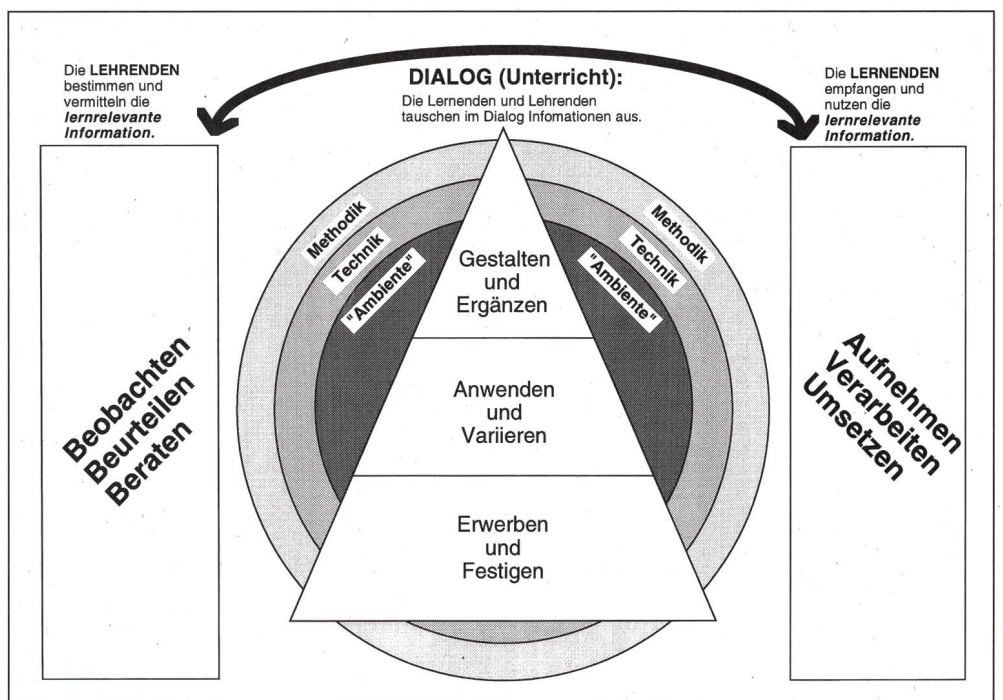 Die LEHRENDEN
bestimmen und
vermitteln die
lernrelevante
Information.
DIALOG (Unterricht):
Die Lernenden und Lehrenden
tauschen im Dialog Infomationen aus.
Die LERNENDEN
empfangen und
nutzen die
lernrelevante
Information.
Methodik
Technik
"Ambiente"
Methodik
Technik
"Ambiente"
Gestalten
und
Ergänzen
Anwenden
und
Variieren
Erwerben
und
Festigen
Beobachten
Beurteilen
Beraten
Aufnehmen
Verarbeiten
Umsetzen